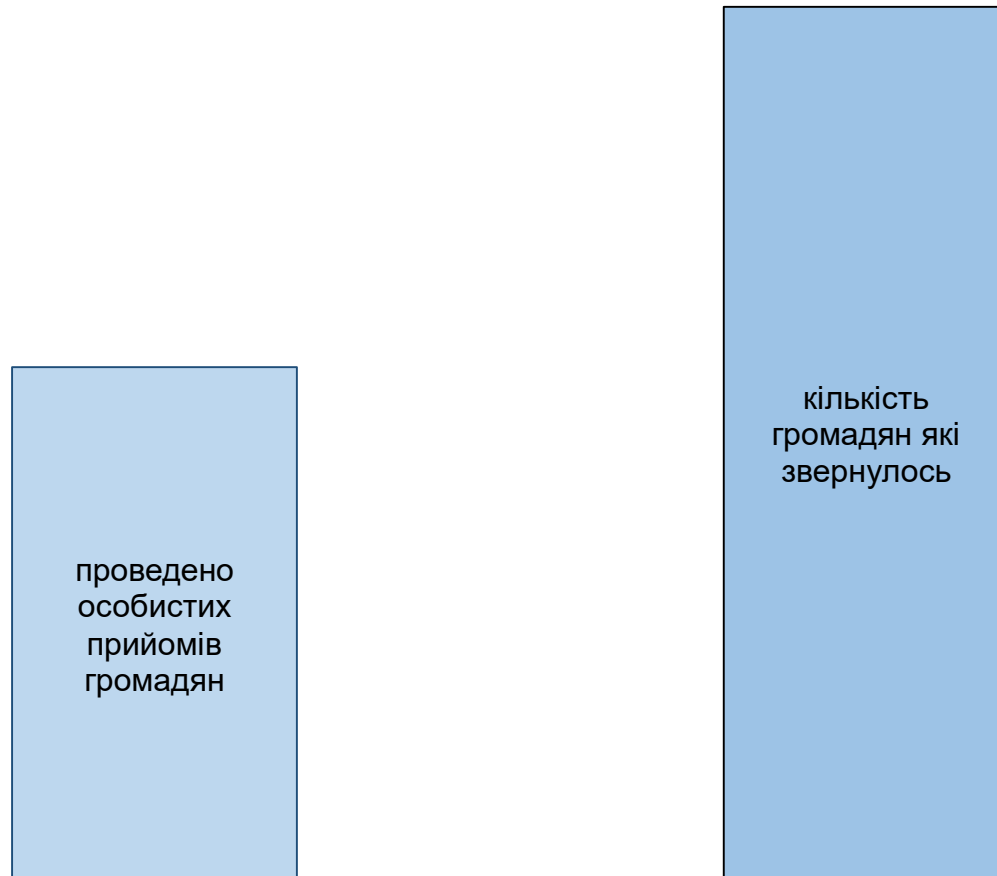 проведено
особистих
прийомів
громадян
кількість
громадян які
звернулось